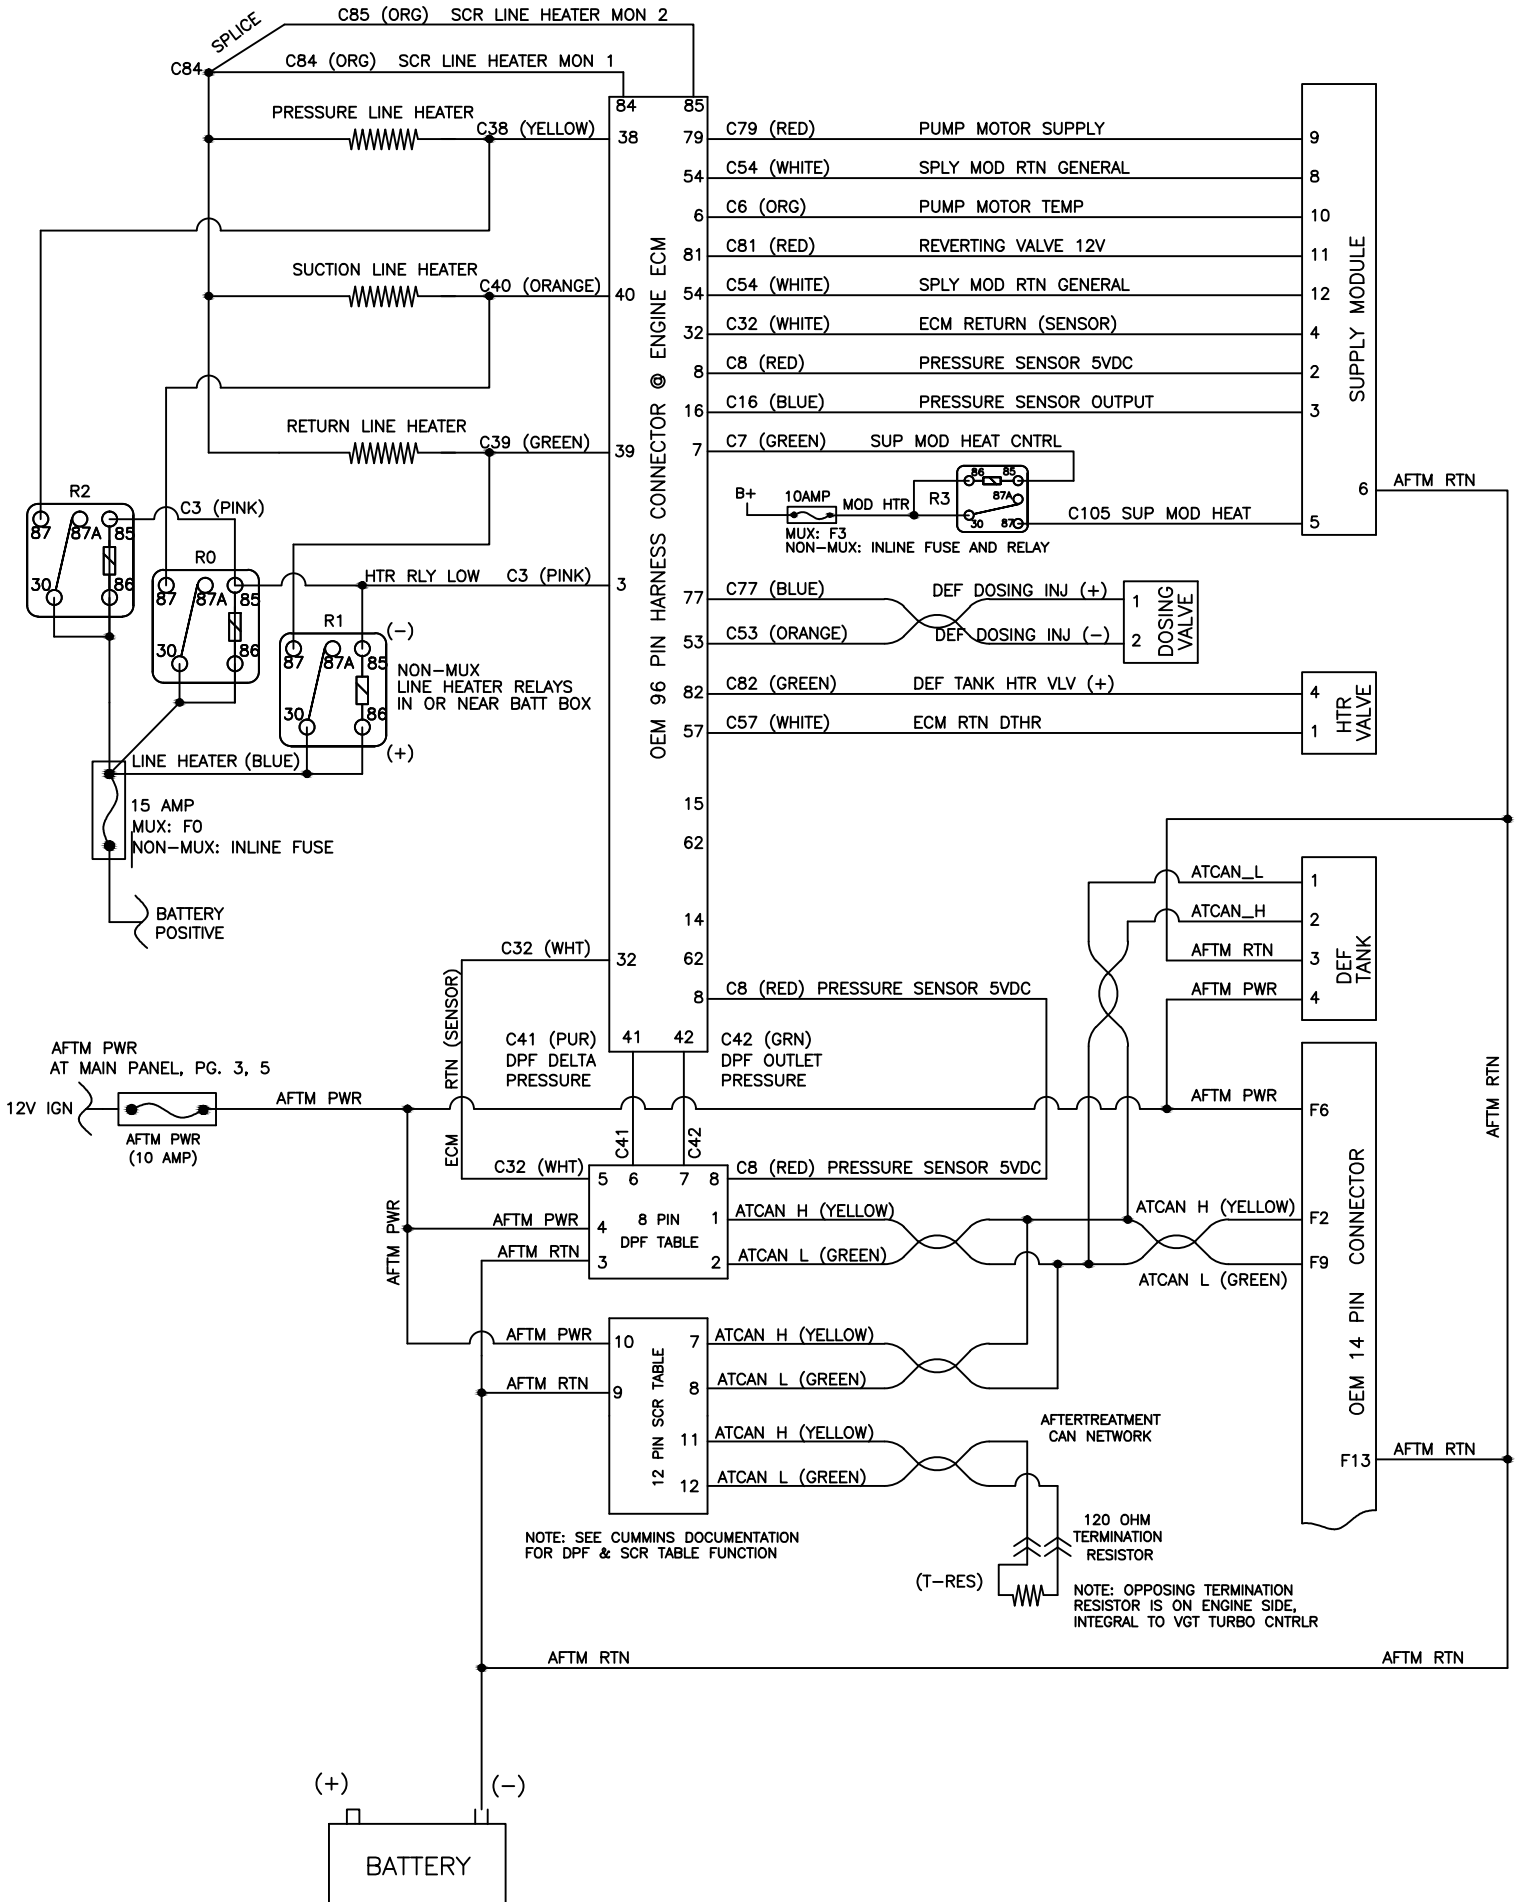 C85 (ORG) SCR LINE HEATER MON 2
SPLICE
C84
C84 (ORG) SCR LINE HEATER MON 1
84 85
PRESSURE LINE HEATER
C38 (YELLOW)
38
SUCTION LINE HEATER
C40 (ORANGE)
40
RETURN LINE HEATER
C39 (GREEN)
39
R2
C3 (PINK)
87 87A 85
30 86
R0
87 87A 85
30 86
HTR RLY LOW C3 (PINK)
3
R1
(-)
87 87A 85
30 86
(+)
NON-MUX
LINE HEATER RELAYS
IN OR NEAR BATT BOX
LINE HEATER (BLUE)
15 AMP
MUX: F0
NON-MUX: INLINE FUSE
BATTERY
POSITIVE
OEM 96 PIN HARNESS CONNECTOR @ ENGINE ECM
79 C79 (RED) PUMP MOTOR SUPPLY 9
54 C54 (WHITE) SPLY MOD RTN GENERAL 8
6 C6 (ORG) PUMP MOTOR TEMP 10
81 C81 (RED) REVERTING VALVE 12V 11
54 C54 (WHITE) SPLY MOD RTN GENERAL 12
32 C32 (WHITE) ECM RETURN (SENSOR) 4
8 C8 (RED) PRESSURE SENSOR 5VDC 2
16 C16 (BLUE) PRESSURE SENSOR OUTPUT 3
7 C7 (GREEN) SUP MOD HEAT CNTRL
SUPPLY MODULE
6 AFTM RTN
B+
10AMP
MOD HTR
R3
86 85
87A
30 87
C105 SUP MOD HEAT 5
MUX: F3
NON-MUX: INLINE FUSE AND RELAY
77 C77 (BLUE) DEF DOSING INJ (+) 1
53 C53 (ORANGE) DEF DOSING INJ (-) 2
DOSING
VALVE
82 C82 (GREEN) DEF TANK HTR VLV (+) 4
57 C57 (WHITE) ECM RTN DTHR 1
HTR
VALVE
15
62
14
62
ATCAN_L 1
ATCAN_H 2
AFTM RTN 3
AFTM PWR 4
DEF
TANK
C32 (WHT) 32
8 C8 (RED) PRESSURE SENSOR 5VDC
ECM RTN (SENSOR)
41 42
C41 (PUR)
DPF DELTA
PRESSURE
C42 (GRN)
DPF OUTLET
PRESSURE
AFTM PWR
AT MAIN PANEL, PG. 3, 5
12V IGN
AFTM PWR
(10 AMP)
AFTM PWR
AFTM PWR F6
AFTM RTN
C41
C42
C32 (WHT) 5 6 7 8 C8 (RED) PRESSURE SENSOR 5VDC
AFTM PWR
AFTM PWR 4
8 PIN
DPF TABLE
1 ATCAN H (YELLOW)
ATCAN H (YELLOW) F2
AFTM RTN 3
2 ATCAN L (GREEN)
ATCAN L (GREEN) F9
OEM 14 PIN CONNECTOR
AFTM PWR 10
7 ATCAN H (YELLOW)
AFTM RTN 9
8 ATCAN L (GREEN)
12 PIN SCR TABLE
11 ATCAN H (YELLOW)
12 ATCAN L (GREEN)
AFTERTREATMENT
CAN NETWORK
F13 AFTM RTN
NOTE: SEE CUMMINS DOCUMENTATION
FOR DPF & SCR TABLE FUNCTION
120 OHM
TERMINATION
RESISTOR
(T-RES)
NOTE: OPPOSING TERMINATION
RESISTOR IS ON ENGINE SIDE,
INTEGRAL TO VGT TURBO CNTRLR
AFTM RTN
AFTM RTN
(+) (-)
BATTERY